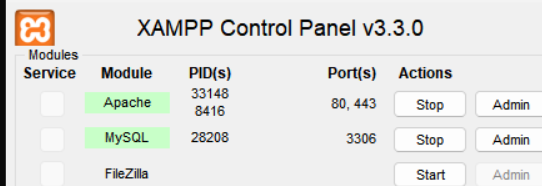 XAMPP Control Panel v3.3.0
Modules
Service Module PID(s) Port(s) Actions
Apache 33148 8416 80, 443 Stop Admin
MySQL 28208 3306 Stop Admin
FileZilla Start Admin